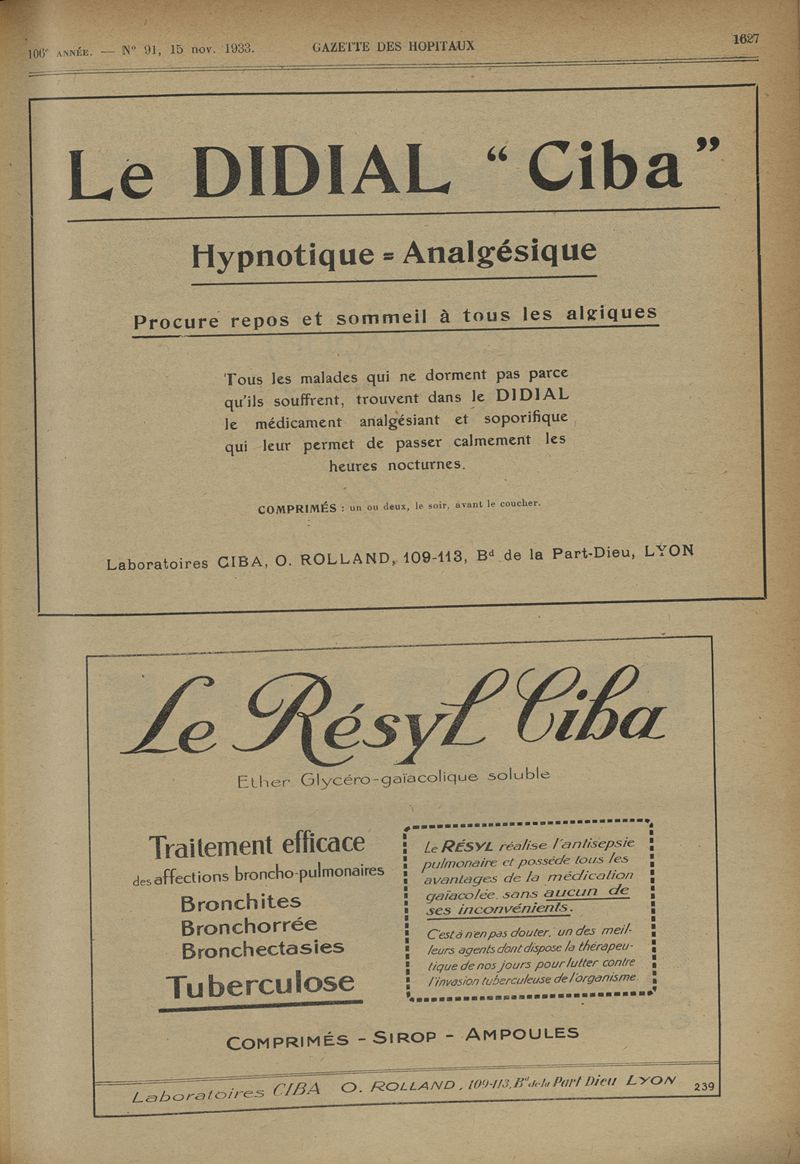 106e ANNÉE. — N° 91, 15 nov. 1933. GAZETTE DES HOPITAUX 1627
Le DIDIAL “ Ciba ”
Hypnotique = Analgésique
Procure repos et sommeil à tous les algiques
Tous les malades qui ne dorment pas parce
qu'ils souffrent, trouvent dans le DIDIAL
le médicament analgésiant et soporifique
qui leur permet de passer calmement les
heures nocturnes.
COMPRIMÉS : un ou deux, le soir, avant le coucher.
Laboratoires CIBA, O. ROLLAND, 109-113, Bd de la Part-Dieu, LYON
Le Résyl Ciba
Ether Glycéro-gaïacolique soluble
Traitement efficace
des affections broncho-pulmonaires
Bronchites
Bronchorrée
Bronchectasies
Tuberculose
Le RÉSYL réalise l'antisepsie
pulmonaire et possède tous les
avantages de la médication
gaïacolée, sans aucun de
ses inconvénients.
C'est à n'en pas douter, un des meil-
leurs agents dont dispose la thérapeu-
tique de nos jours pour lutter contre
l'invasion tuberculeuse de l'organisme.
COMPRIMÉS - SIROP - AMPOULES
Laboratoires CIBA O. ROLLAND, 109-113, Bd de la Part Dieu LYON 239